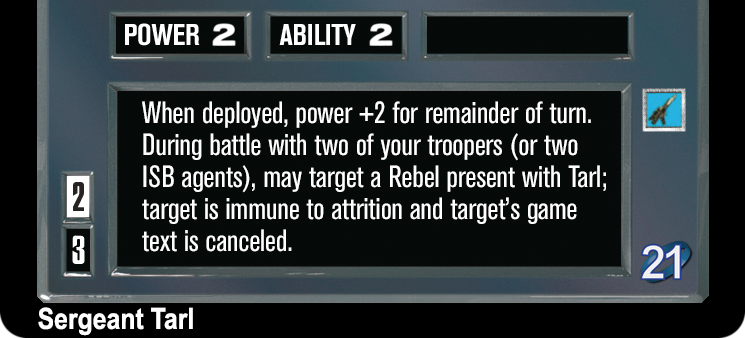 POWER 2 ABILITY 2
When deployed, power +2 for remainder of turn.
During battle with two of your troopers (or two
ISB agents), may target a Rebel present with Tarl;
target is immune to attrition and target's game
text is canceled.
2
3
21
Sergeant Tarl